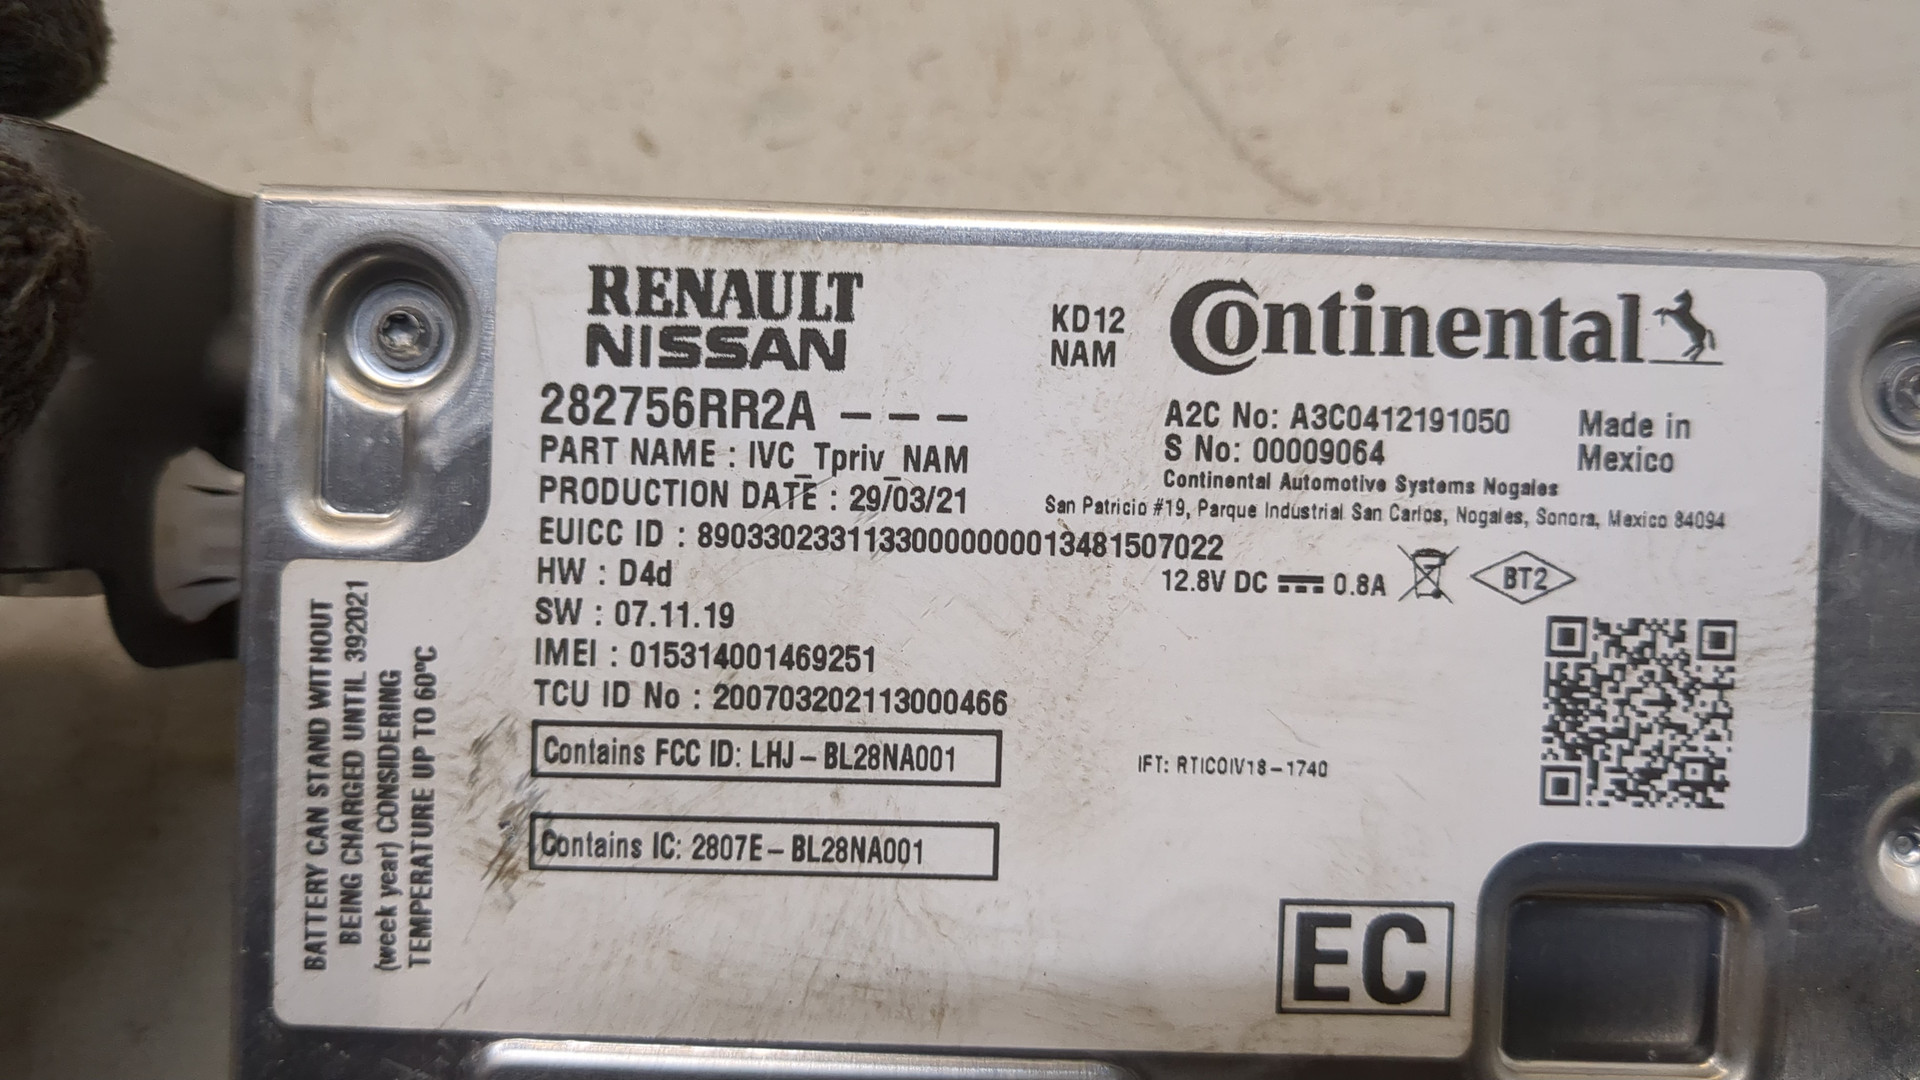 RENAULT
NISSAN
KD12
NAM
Continental
282756RR2A – – –
PART NAME : IVC_Tpriv_NAM
PRODUCTION DATE : 29/03/21
EUICC ID : 89033023311330000000013481507022
HW : D4d
SW : 07.11.19
IMEI : 015314001469251
TCU ID No : 2007032021130004​66
Contains FCC ID: LHJ – BL28NA001
Contains IC: 2807E – BL28NA001
A2C No: A3C0412191050
S No: 00009064
Made in
Mexico
Continental Automotive Systems Nogales
San Patricio #19, Parque Industrial San Carlos, Nogales, Sonora, Mexico 84094
12.8V DC 0.8A
BT2
IFT: RTICOIV18-1740
EC
BATTERY CAN STAND WITHOUT
BEING CHARGED UNTIL 392021
(week year) CONSIDERING
TEMPERATURE UP TO 60°C